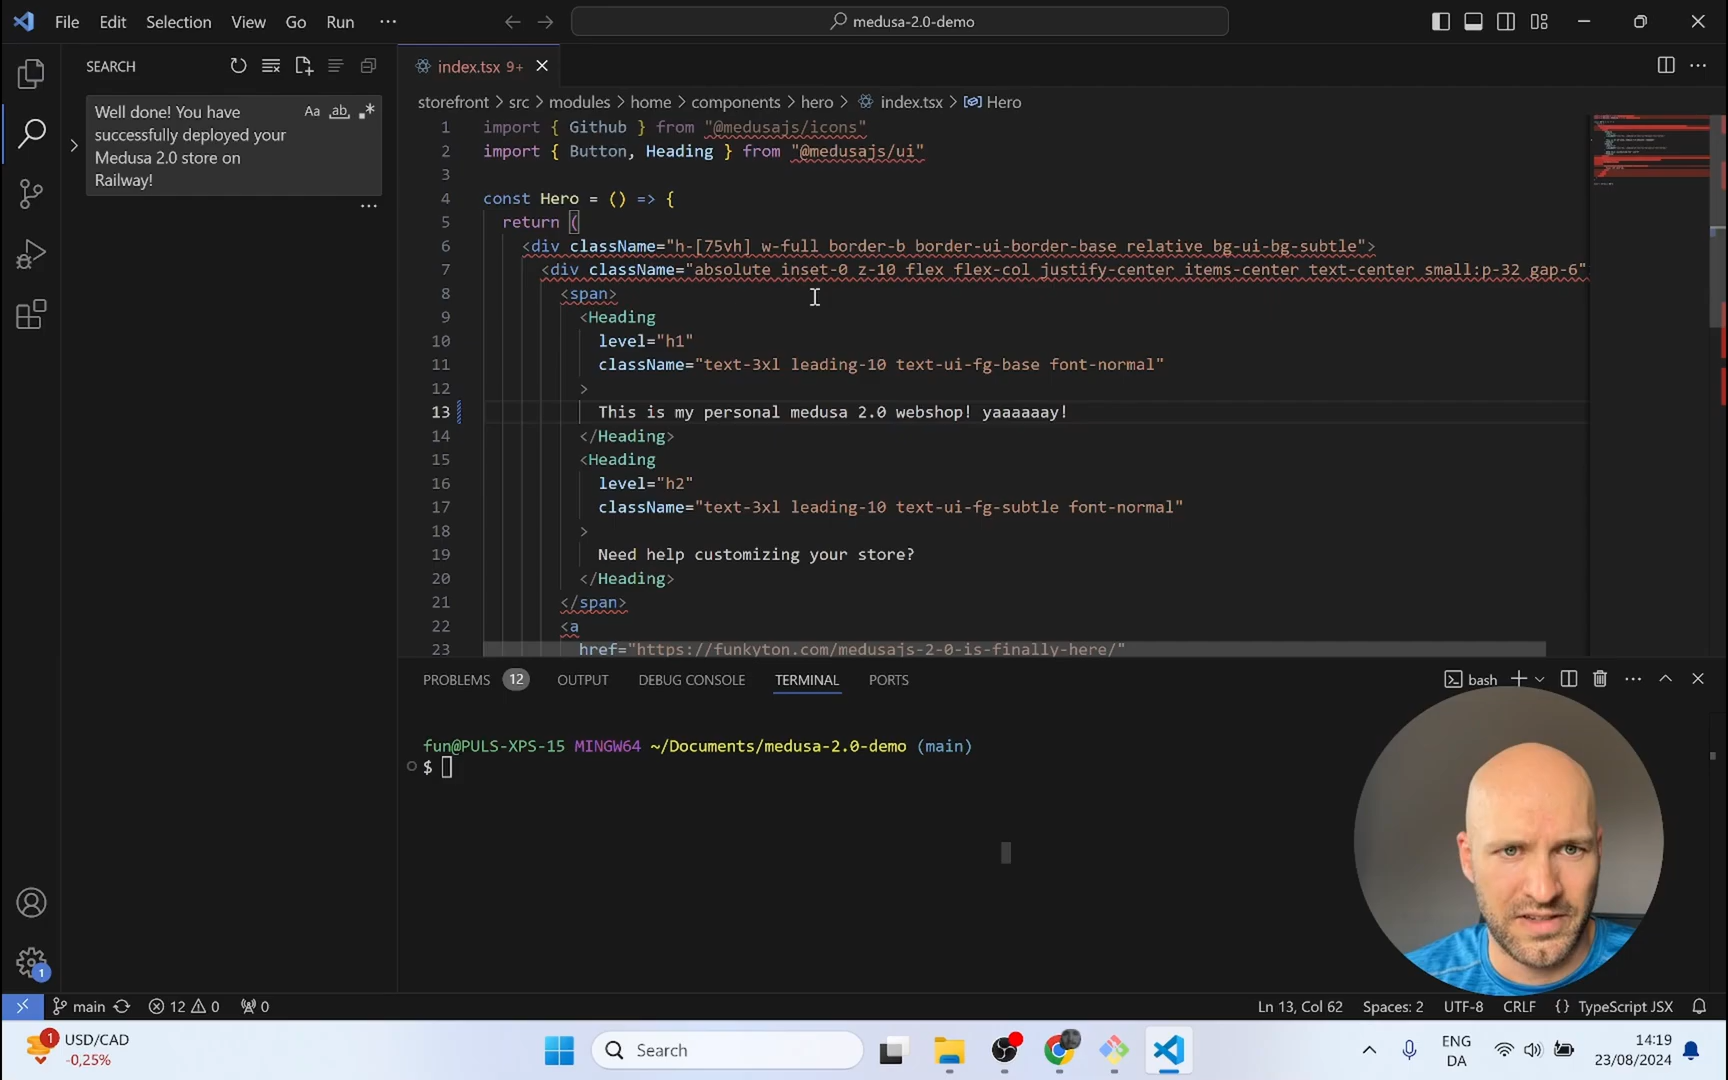 File Edit Selection View Go Run ···
medusa-2.0-demo
SEARCH
Well done! You have
successfully deployed your
Medusa 2.0 store on
Railway!
Aa ab
index.tsx 9+
storefront > src > modules > home > components > hero > index.tsx > Hero
1 import { Github } from "@medusajs/icons"
2 import { Button, Heading } from "@medusajs/ui"
3
4 const Hero = () => {
5 return (
6 <div className="h-[75vh] w-full border-b border-ui-border-base relative bg-ui-bg-subtle">
7 <div className="absolute inset-0 z-10 flex flex-col justify-center items-center text-center small:p-32 gap-6"
8 <span>
9 <Heading
10 level="h1"
11 className="text-3xl leading-10 text-ui-fg-base font-normal"
12 >
13 This is my personal medusa 2.0 webshop! yaaaaaay!
14 </Heading>
15 <Heading
16 level="h2"
17 className="text-3xl leading-10 text-ui-fg-subtle font-normal"
18 >
19 Need help customizing your store?
20 </Heading>
21 </span>
22 <a
23 href="https://funkyton.com/medusajs-2-0-is-finally-here/"
PROBLEMS 12 OUTPUT DEBUG CONSOLE TERMINAL PORTS
bash
fun@PULS-XPS-15 MINGW64 ~/Documents/medusa-2.0-demo (main)
$
1
main 12 0 0
Ln 13, Col 62 Spaces: 2 UTF-8 CRLF {} TypeScript JSX
1
USD/CAD
-0,25%
Search
ENG
DA
14:19
23/08/2024